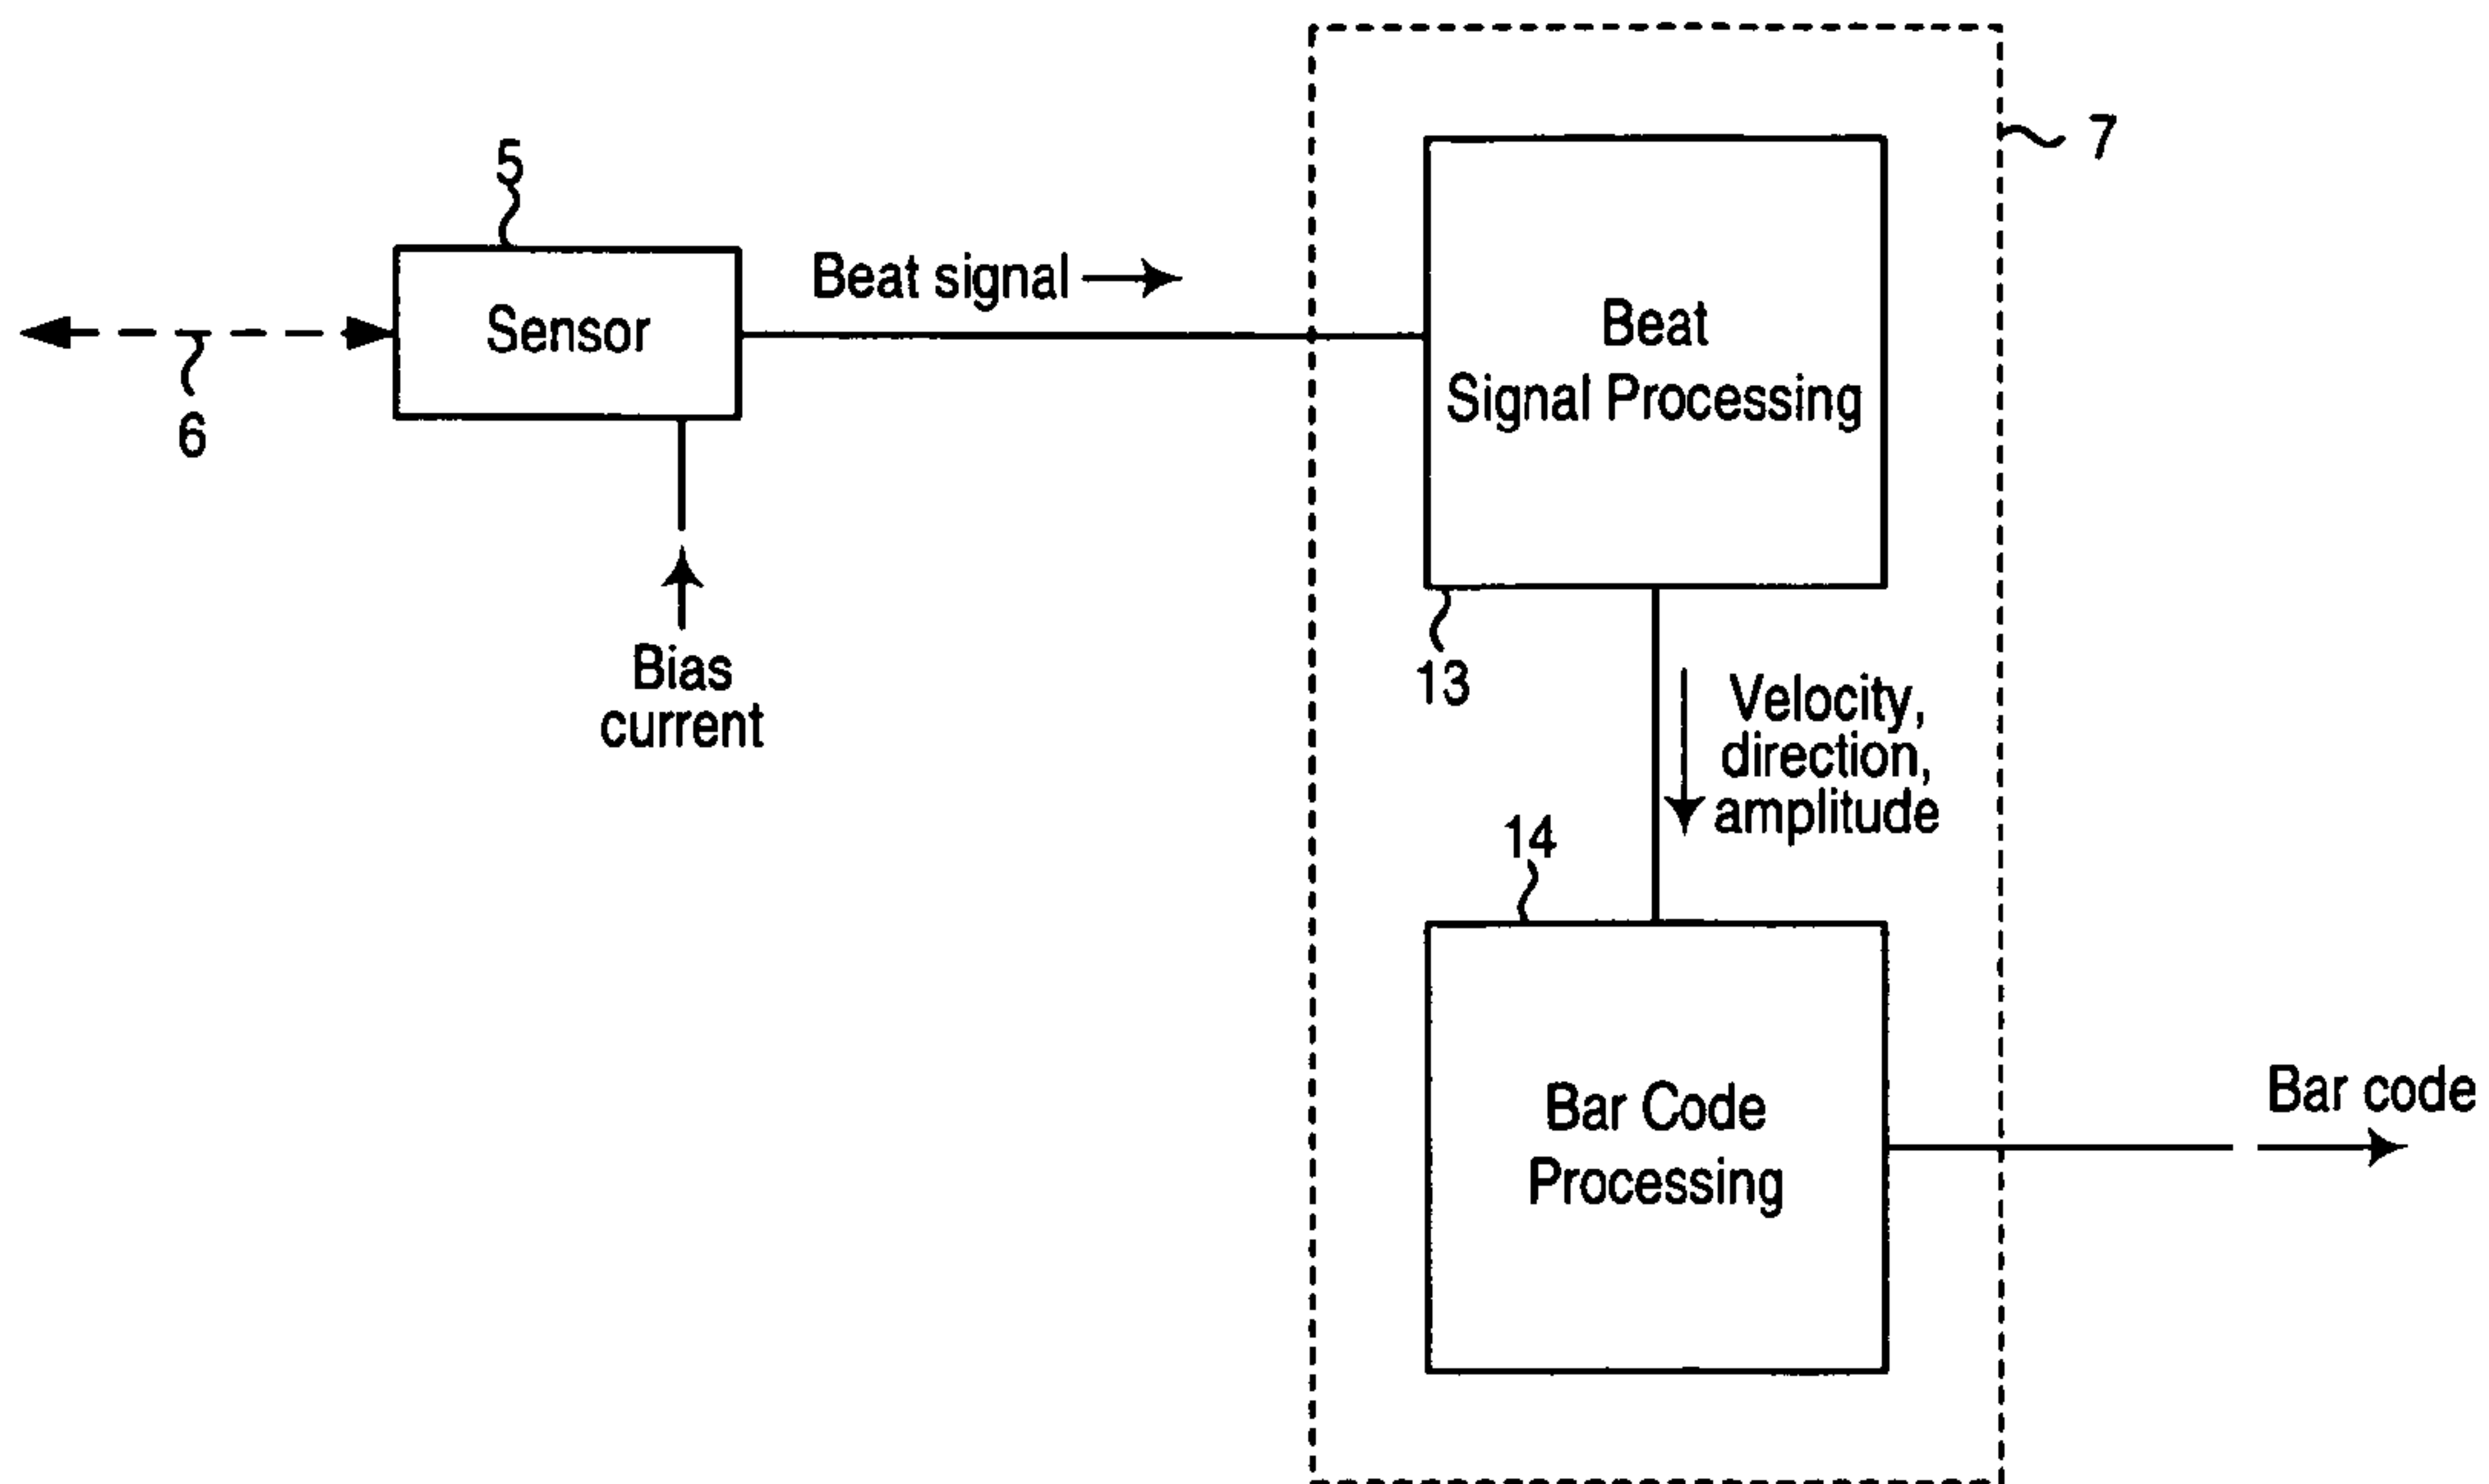 7
5
Beat signal
Sensor
Beat
Signal Processing
6
Bias
current
13
Velocity,
direction,
amplitude
14
Bar Code
Processing
Bar code